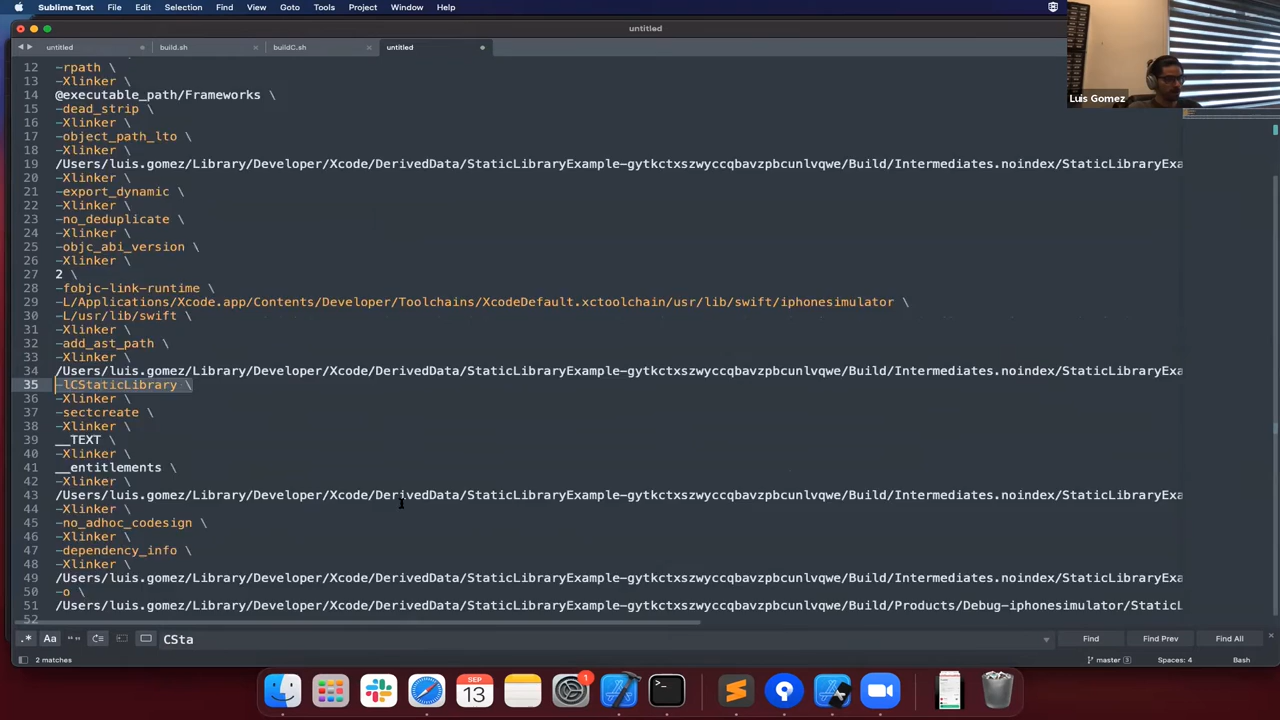 Sublime Text File Edit Selection Find View Goto Tools Project Window Help
untitled
untitled build.sh buildC.sh untitled
Luis Gomez
12 -rpath \
13 -Xlinker \
14 @executable_path/Frameworks \
15 -dead_strip \
16 -Xlinker \
17 -object_path_lto \
18 -Xlinker \
19 /Users/luis.gomez/Library/Developer/Xcode/DerivedData/StaticLibraryExample-gytkctxszwyccqbavzpbcunlvqwe/Build/Intermediates.noindex/StaticLibraryExa
20 -Xlinker \
21 -export_dynamic \
22 -Xlinker \
23 -no_deduplicate \
24 -Xlinker \
25 -objc_abi_version \
26 -Xlinker \
27 2 \
28 -fobjc-link-runtime \
29 -L/Applications/Xcode.app/Contents/Developer/Toolchains/XcodeDefault.xctoolchain/usr/lib/swift/iphonesimulator \
30 -L/usr/lib/swift \
31 -Xlinker \
32 -add_ast_path \
33 -Xlinker \
34 /Users/luis.gomez/Library/Developer/Xcode/DerivedData/StaticLibraryExample-gytkctxszwyccqbavzpbcunlvqwe/Build/Intermediates.noindex/StaticLibraryExa
35 -lCStaticLibrary \
36 -Xlinker \
37 -sectcreate \
38 -Xlinker \
39 __TEXT \
40 -Xlinker \
41 __entitlements \
42 -Xlinker \
43 /Users/luis.gomez/Library/Developer/Xcode/DerivedData/StaticLibraryExample-gytkctxszwyccqbavzpbcunlvqwe/Build/Intermediates.noindex/StaticLibraryExa
44 -Xlinker \
45 -no_adhoc_codesign \
46 -Xlinker \
47 -dependency_info \
48 -Xlinker \
49 /Users/luis.gomez/Library/Developer/Xcode/DerivedData/StaticLibraryExample-gytkctxszwyccqbavzpbcunlvqwe/Build/Intermediates.noindex/StaticLibraryExa
50 -o \
51 /Users/luis.gomez/Library/Developer/Xcode/DerivedData/StaticLibraryExample-gytkctxszwyccqbavzpbcunlvqwe/Build/Products/Debug-iphonesimulator/StaticL
52
.* Aa CSta Find Find Prev Find All
2 matches master 3 Spaces: 4 Bash
SEP 1
13